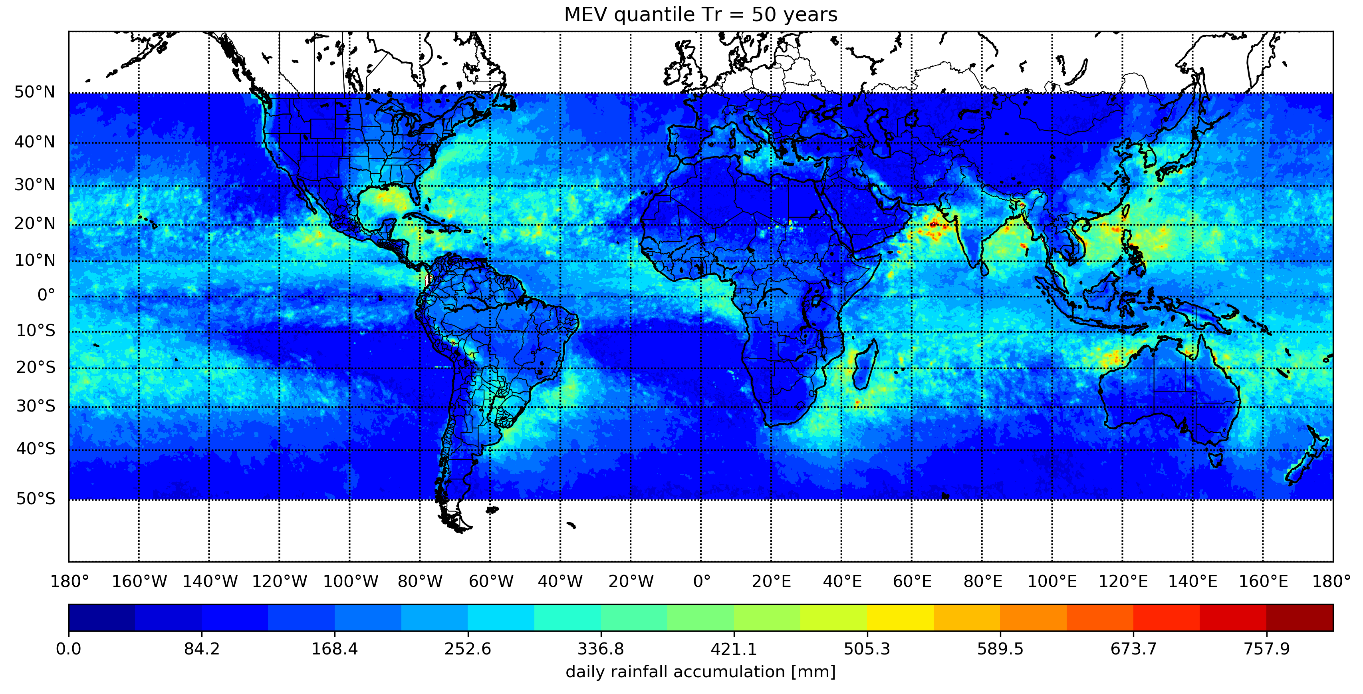 MEV quantile Tr = 50 years
50°N
40°N
30°N
20°N
10°N
0°
10°S
20°S
30°S
40°S
50°S
180° 160°W 140°W 120°W 100°W 80°W 60°W 40°W 20°W 0° 20°E 40°E 60°E 80°E 100°E 120°E 140°E 160°E 180°
0.0 84.2 168.4 252.6 336.8 421.1 505.3 589.5 673.7 757.9
daily rainfall accumulation [mm]